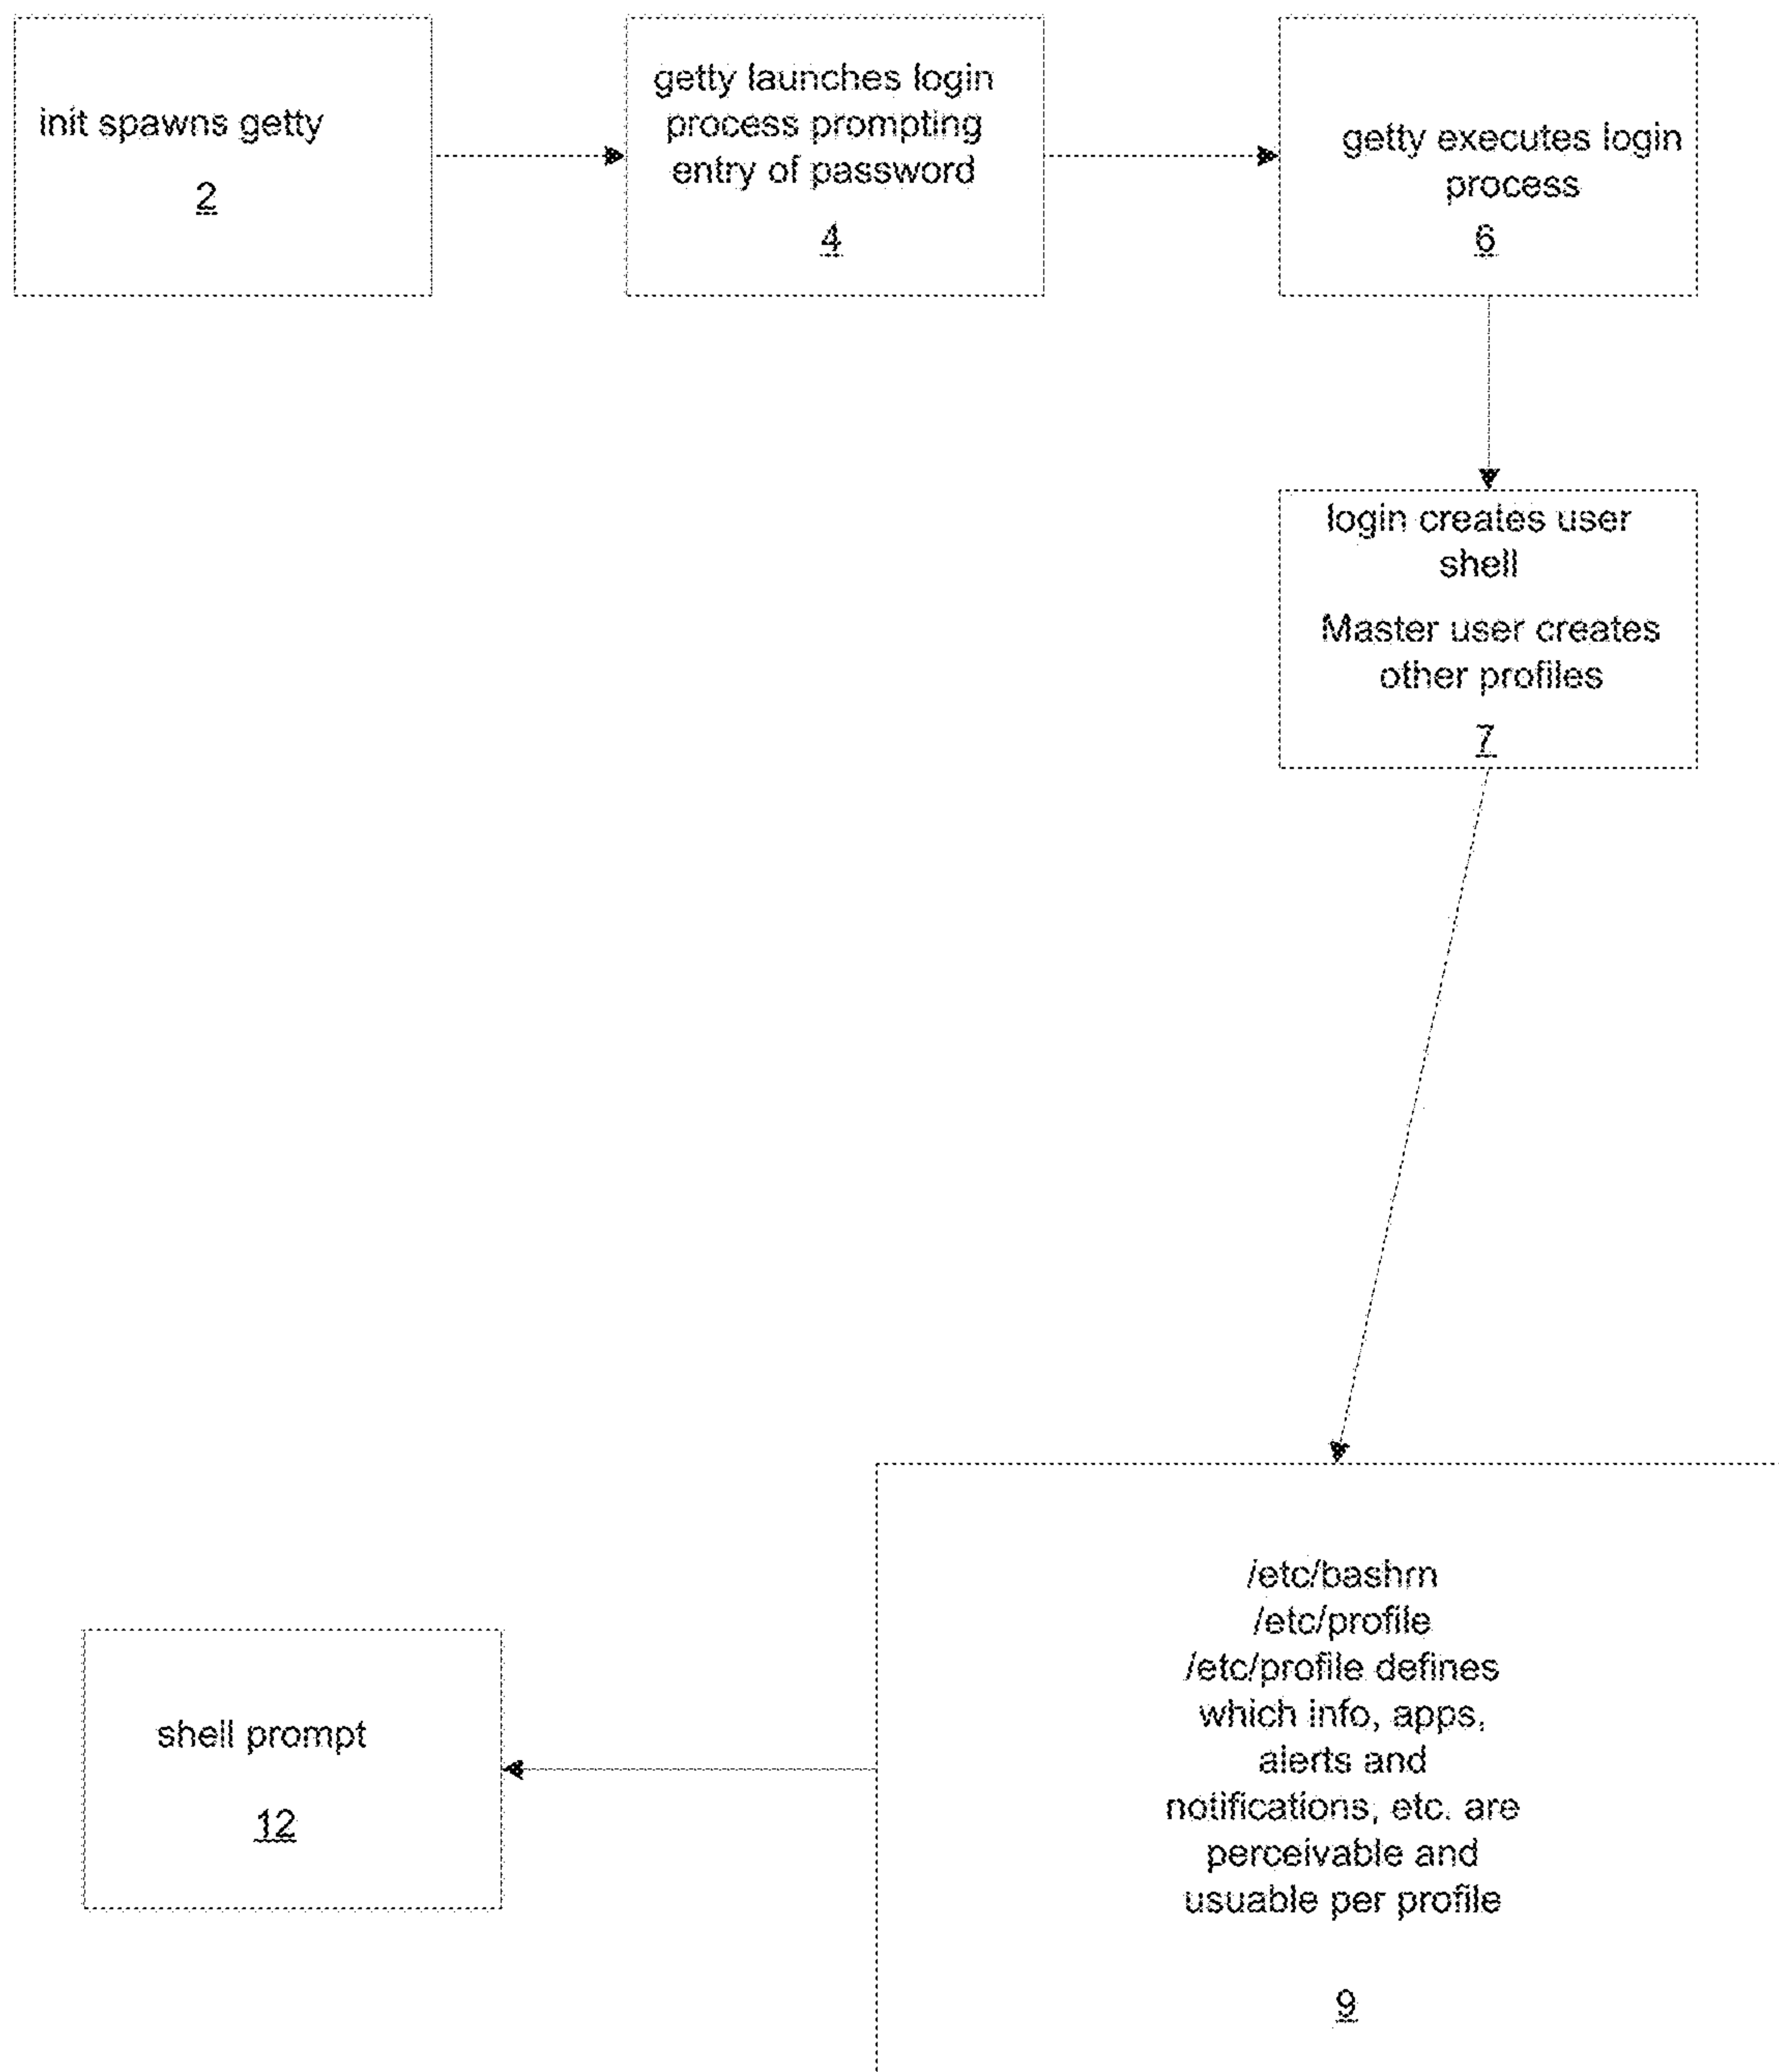 init spawns getty
2
getty launches login
process prompting
entry of password
4
getty executes login
process
6
login creates user
shell
Master user creates
other profiles
7
/etc/bashrn
/etc/profile
/etc/profile defines
which info, apps,
alerts and
notifications, etc. are
perceivable and
usuable per profile
9
shell prompt
12